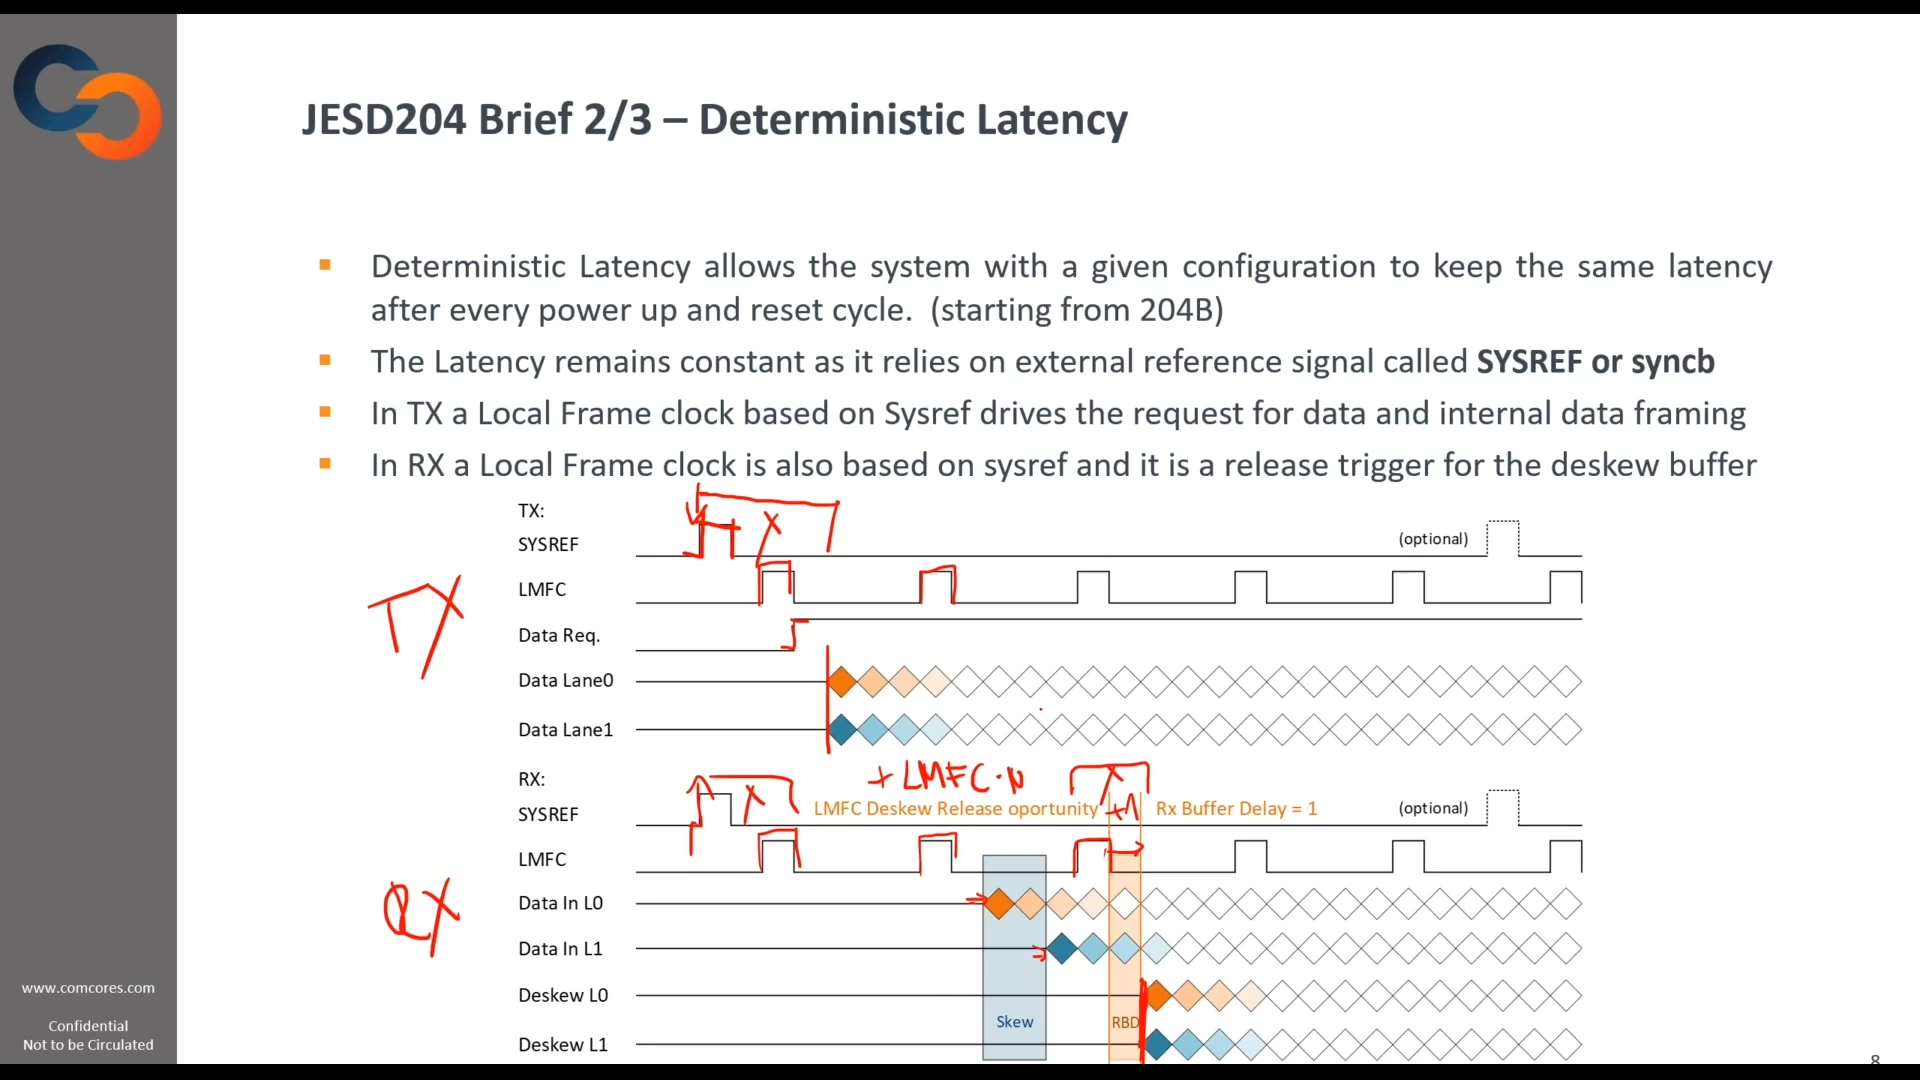 JESD204 Brief 2/3 – Deterministic Latency
Deterministic Latency allows the system with a given configuration to keep the same latency
after every power up and reset cycle. (starting from 204B)
The Latency remains constant as it relies on external reference signal called SYSREF or syncb
In TX a Local Frame clock based on Sysref drives the request for data and internal data framing
In RX a Local Frame clock is also based on sysref and it is a release trigger for the deskew buffer
TX:
X
SYSREF
(optional)
LMFC
TX
Data Req.
Data Lane0
Data Lane1
RX:
+ LMFC·N
X
X
SYSREF
LMFC Deskew Release oportunity
+1
Rx Buffer Delay = 1
(optional)
LMFC
RX
Data In L0
Data In L1
Deskew L0
Skew
RBD
Deskew L1
www.comcores.com
Confidential
Not to be Circulated
8